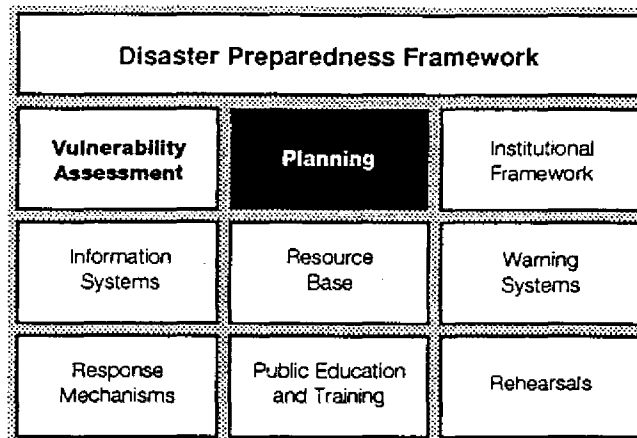 Disaster Preparedness Framework
Vulnerability
Assessment
Planning
Institutional
Framework
Information
Systems
Resource
Base
Warning
Systems
Response
Mechanisms
Public Education
and Training
Rehearsals